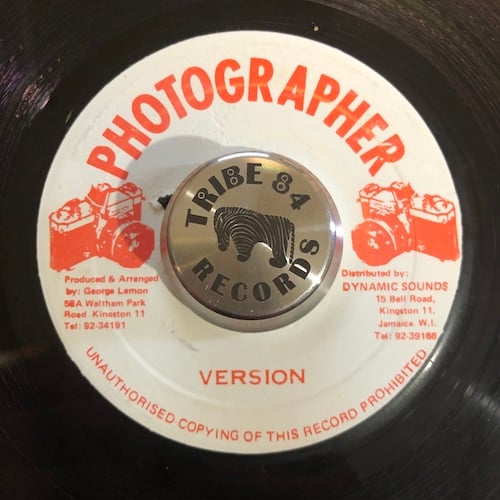 PHOTOGRAPHER
TRIBE 84
RECORDS
Produced & Arranged
by: George Lemon
58A Waltham Park
Road Kingston 11
Tel: 92-34191
Distributed by:
DYNAMIC SOUNDS
15 Bell Road,
Kingston 11.
Jamaica W.I.
Tel: 92-39168
VERSION
UNAUTHORISED COPYING OF THIS RECORD PROHIBITED